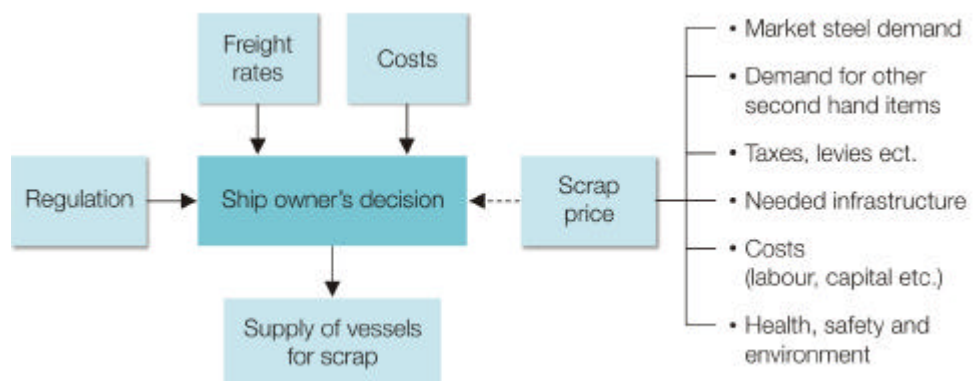 Freight
rates
Costs
Regulation
Ship owner's decision
Scrap
price
Supply of vessels
for scrap
• Market steel demand
• Demand for other
second hand items
• Taxes, levies ect.
• Needed infrastructure
• Costs
(labour, capital etc.)
• Health, safety and
environment